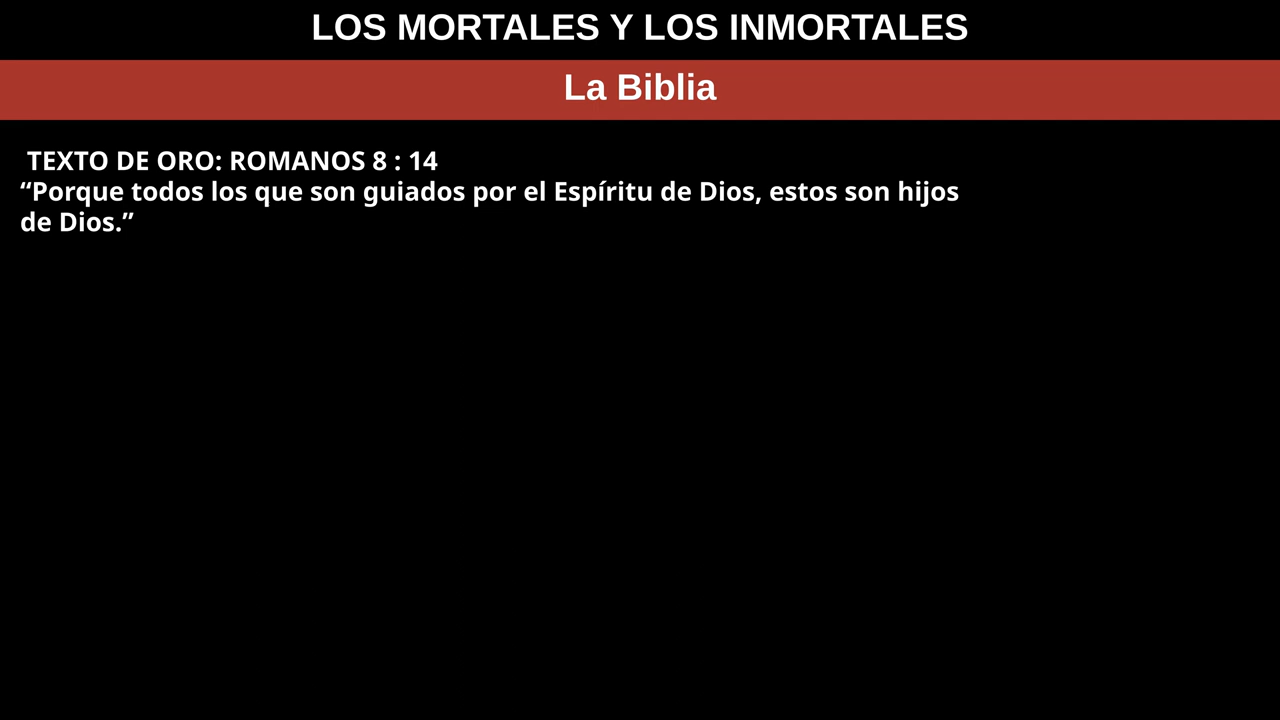 LOS MORTALES Y LOS INMORTALES
La Biblia
TEXTO DE ORO: ROMANOS 8 : 14
“Porque todos los que son guiados por el Espíritu de Dios, estos son hijos
de Dios.”